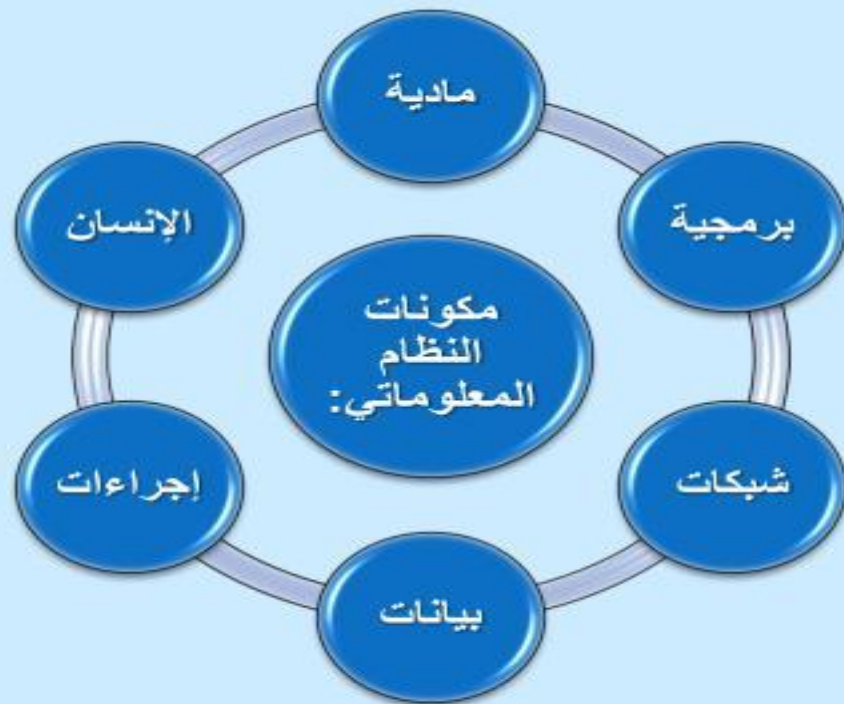 مكونات
النظام
المعلوماتي:
مادية
برمجية
شبكات
بيانات
إجراءات
الإنسان